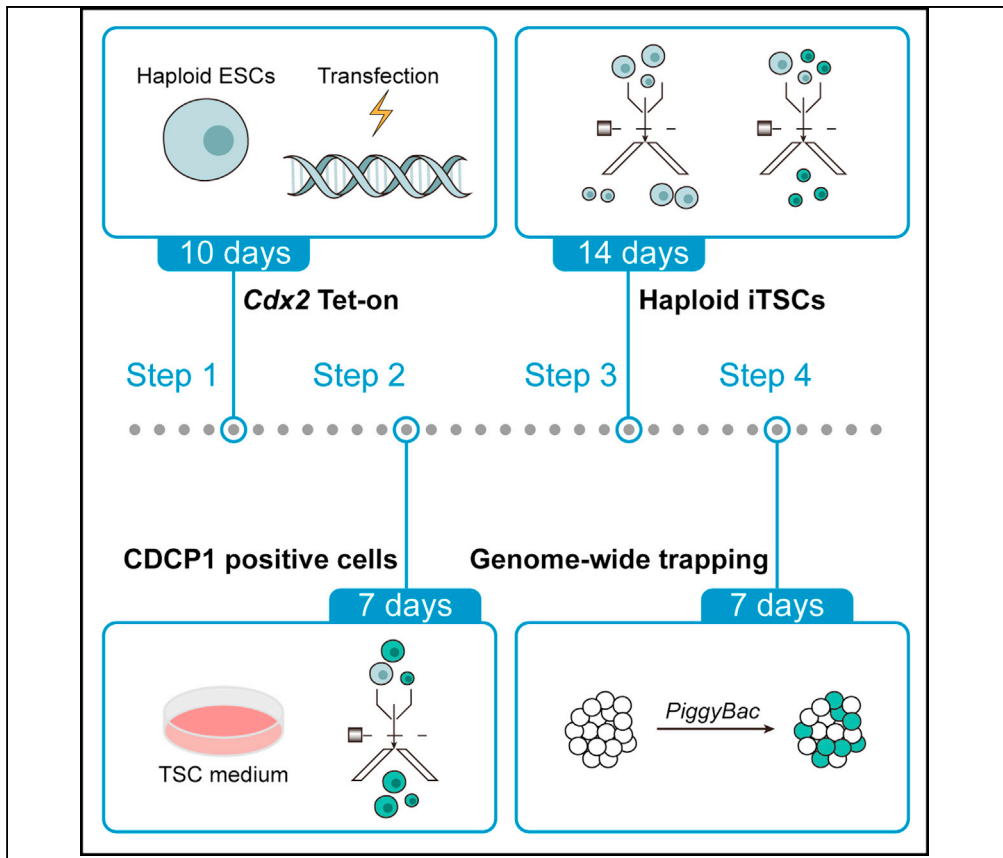 Haploid ESCs
Transfection
10 days
14 days
Cdx2 Tet-on
Haploid iTSCs
Step 1
Step 2
Step 3
Step 4
CDCP1 positive cells
Genome-wide trapping
7 days
7 days
TSC medium
PiggyBac